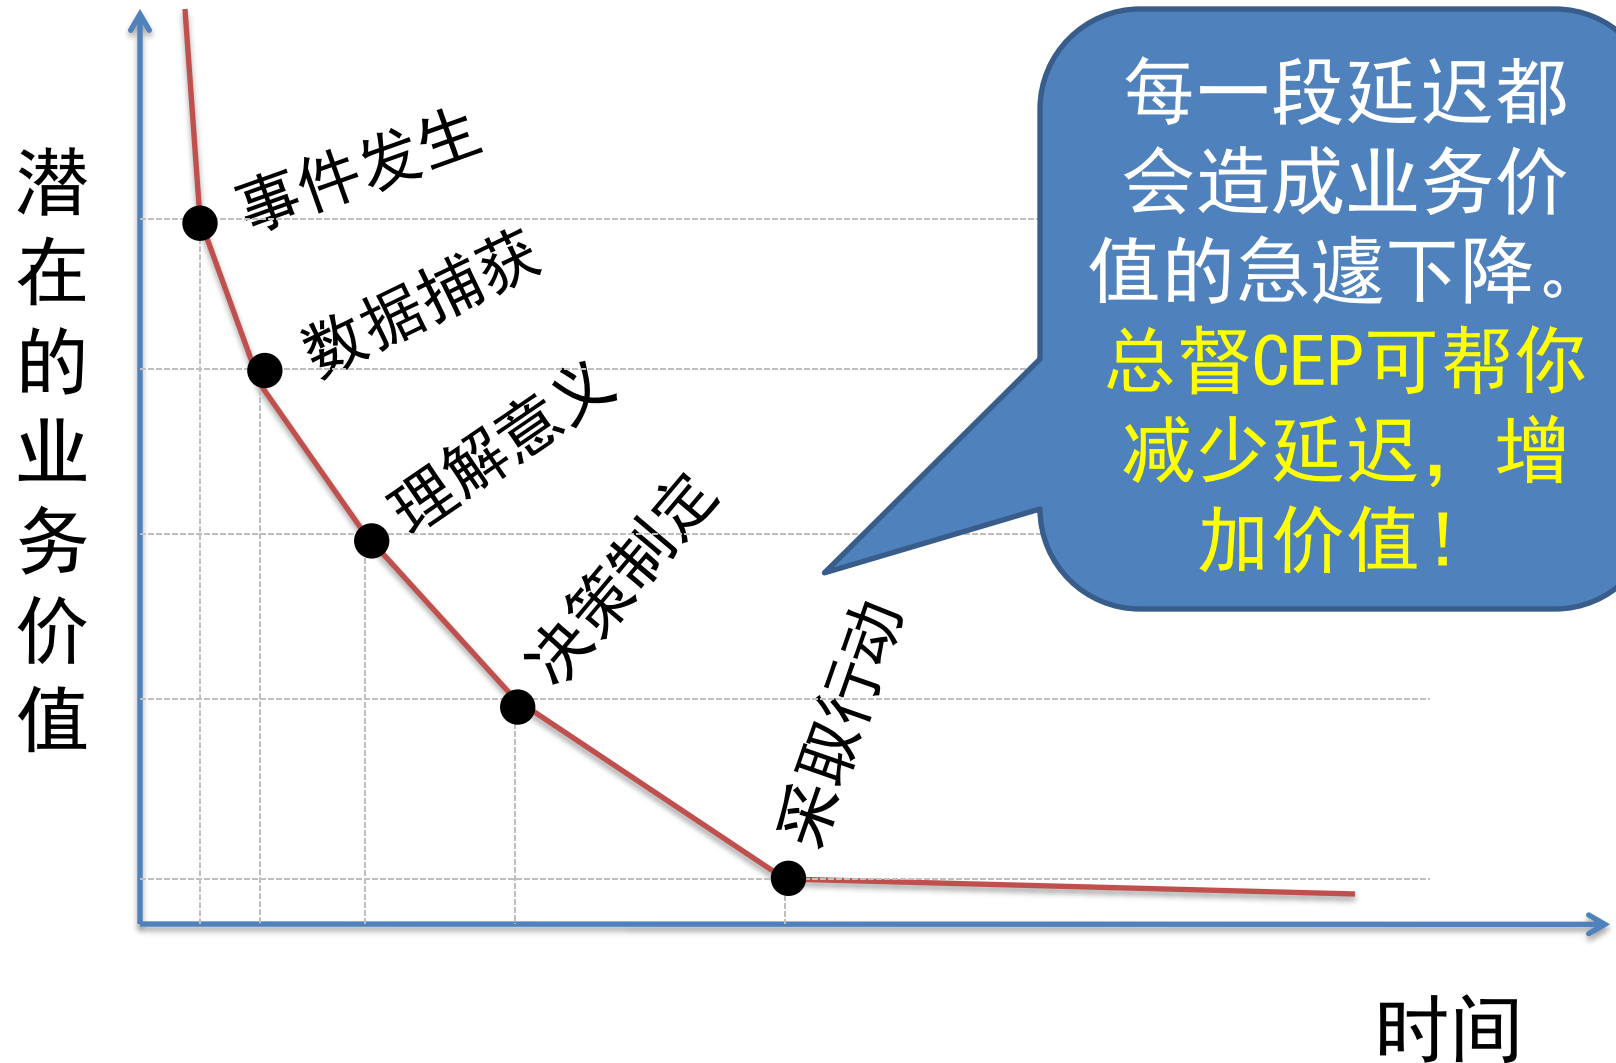 潜在的业务价值
事件发生
数据捕获
理解意义
决策制定
采取行动
每一段延迟都
会造成业务价
值的急遽下降。
总督CEP可帮你
减少延迟，增
加价值！
时间